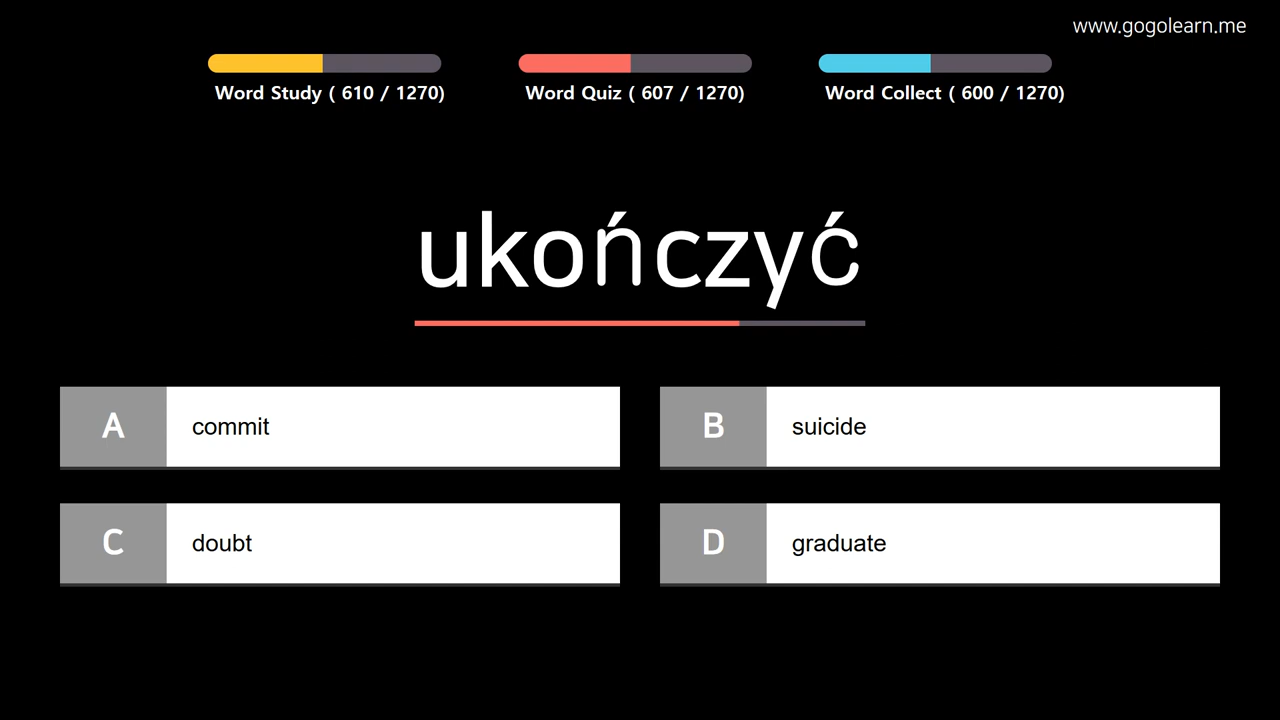 www.gogolearn.me
Word Study ( 610 / 1270)
Word Quiz ( 607 / 1270)
Word Collect ( 600 / 1270)
ukończyć
A commit
B suicide
C doubt
D graduate